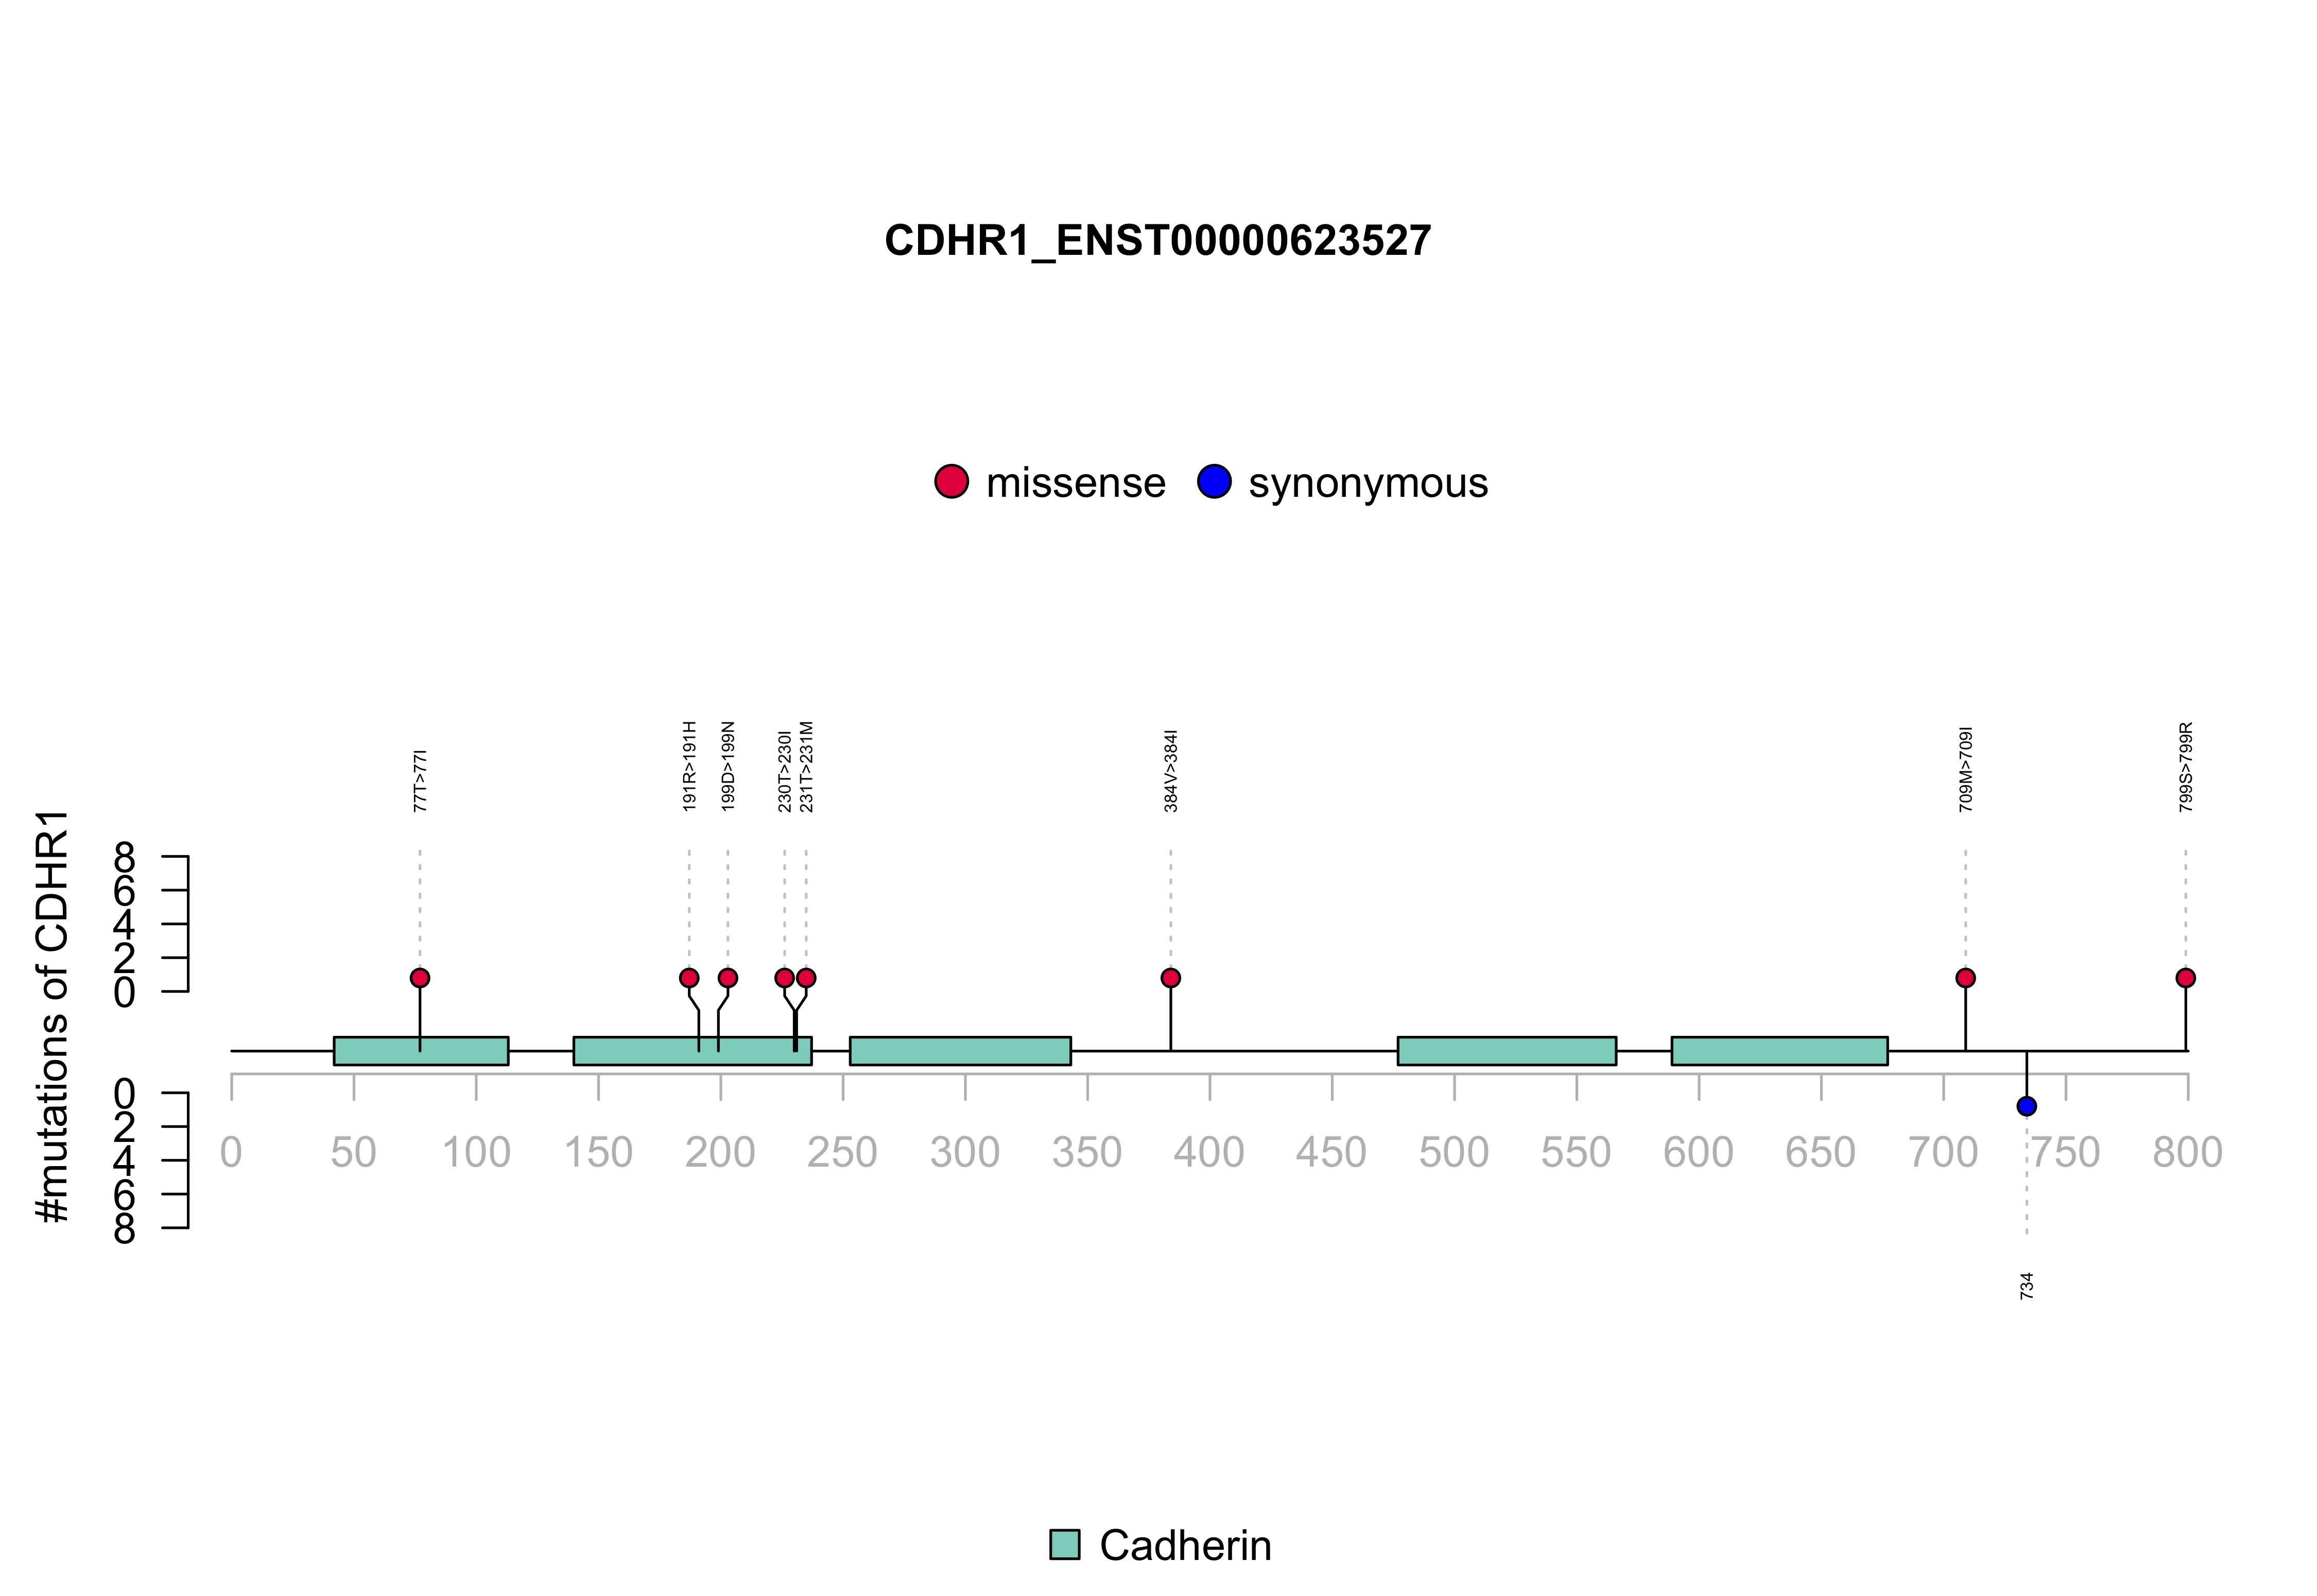 CDHR1_ENST00000623527
missense synonymous
77T>77I
191R>191H
199D>199N
230T>230I
231T>231M
384V>384I
709M>709I
799S>799R
#mutations of CDHR1
8
6
4
2
0
0
2
4
6
8
0 50 100 150 200 250 300 350 400 450 500 550 600 650 700 750 800
734
Cadherin